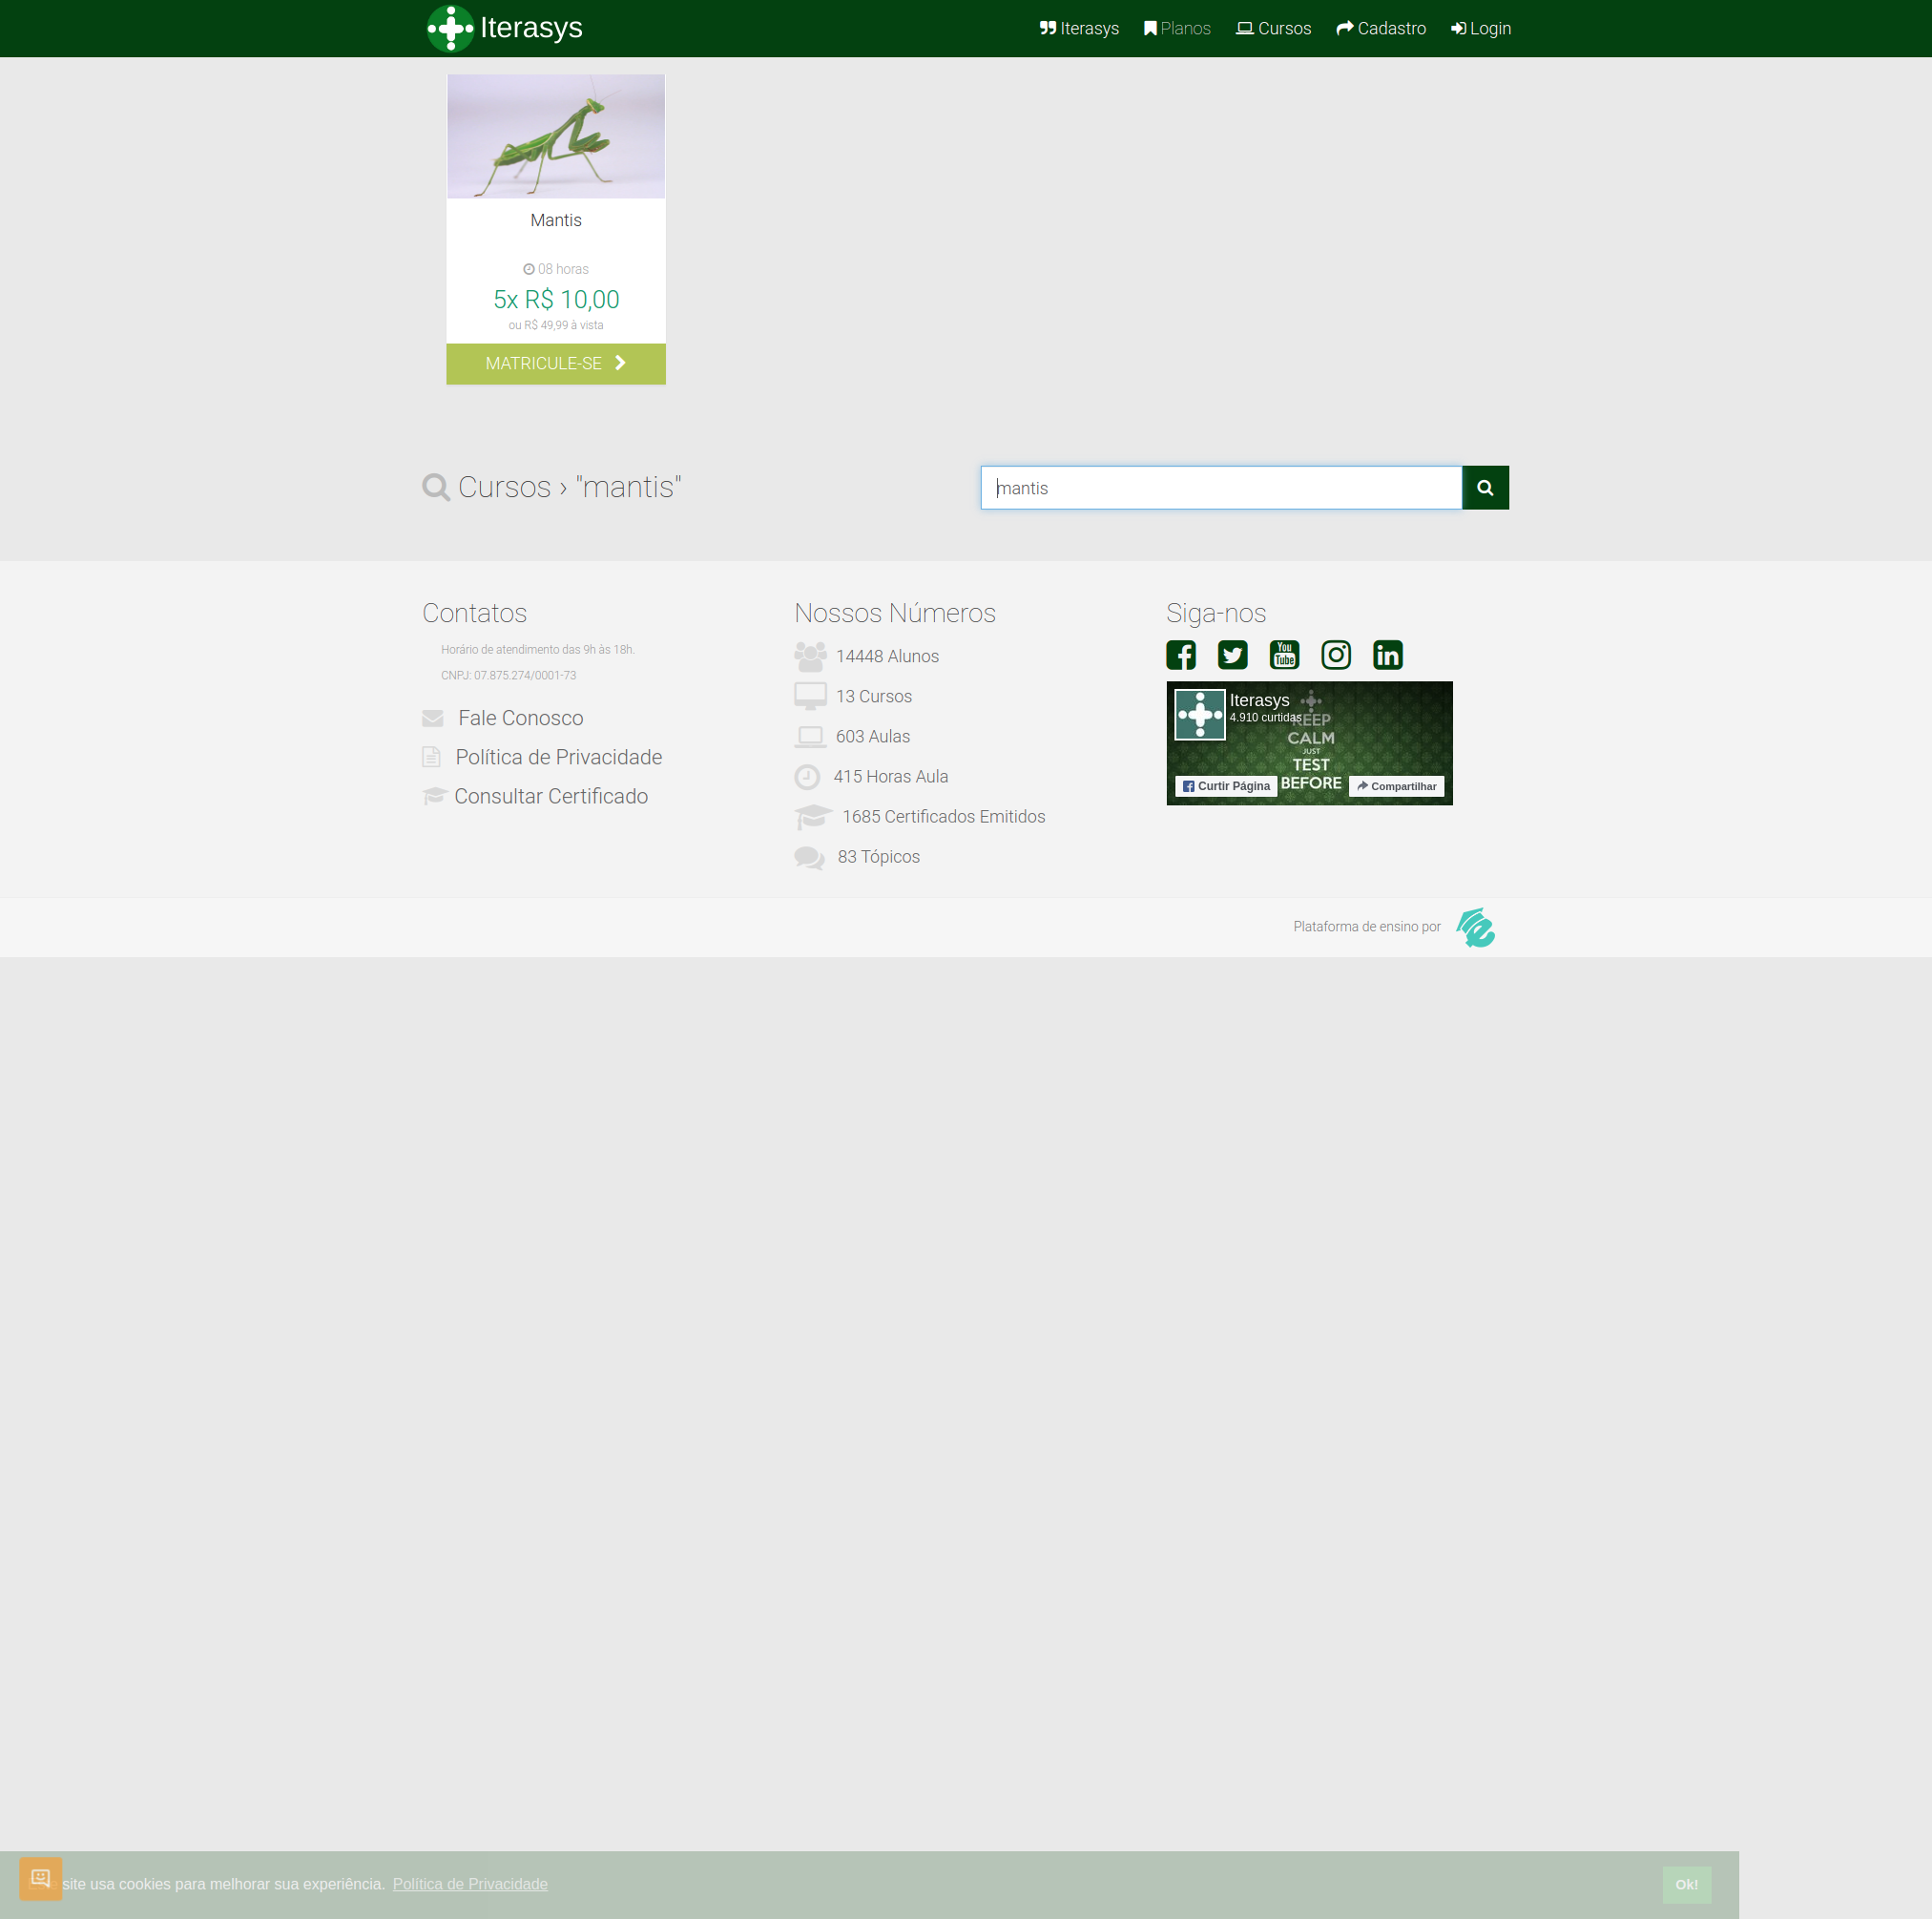 Iterasys
Iterasys
Planos
Cursos
Cadastro
Login
Mantis
08 horas
5x R$ 10,00
ou R$ 49,99 à vista
MATRICULE-SE
Cursos › "mantis"
mantis
Contatos
Horário de atendimento das 9h às 18h.
CNPJ: 07.875.274/0001-73
Fale Conosco
Política de Privacidade
Consultar Certificado
Nossos Números
14448 Alunos
13 Cursos
603 Aulas
415 Horas Aula
1685 Certificados Emitidos
83 Tópicos
Siga-nos
You
Tube
Iterasys
4.910 curtidas
KEEP
CALM
JUST
TEST
BEFORE
Curtir Página
Compartilhar
Plataforma de ensino por
site usa cookies para melhorar sua experiência. Política de Privacidade
Ok!